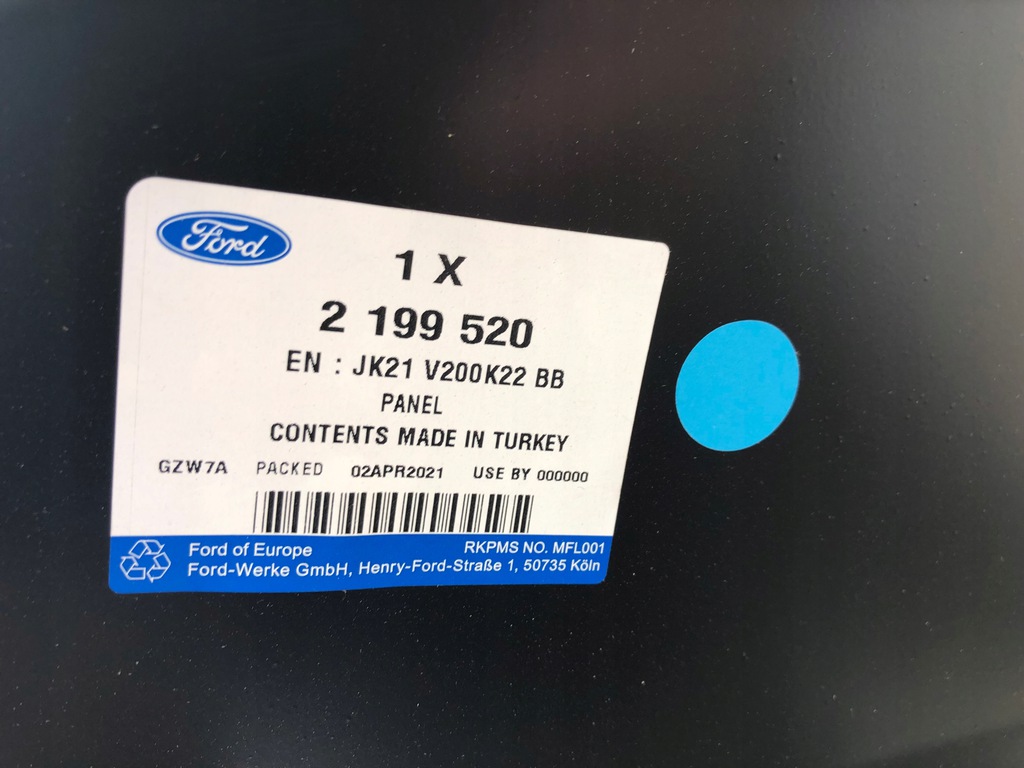 Ford
1 X
2 199 520
EN : JK21 V200K22 BB
PANEL
CONTENTS MADE IN TURKEY
GZW7A PACKED 02APR2021 USE BY 000000
Ford of Europe RKPMS NO. MFL001
Ford-Werke GmbH, Henry-Ford-Straße 1, 50735 Köln